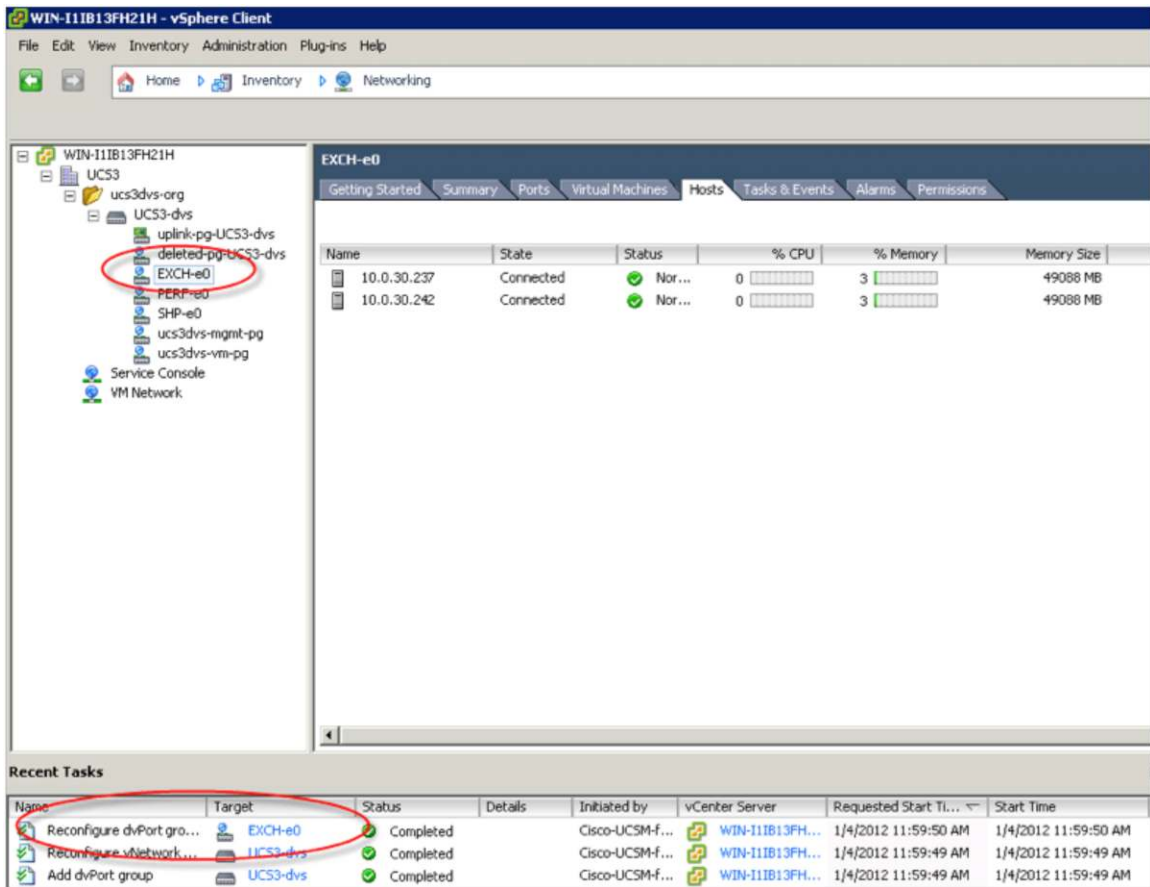 WIN-I1IB13FH21H - vSphere Client
File Edit View Inventory Administration Plug-ins Help
Home Inventory Networking
WIN-I1IB13FH21H
UCS3
ucs3dvs-org
UCS3-dvs
uplink-pg-UCS3-dvs
deleted-pg-UCS3-dvs
EXCH-e0
PERF-e0
SHP-e0
ucs3dvs-mgmt-pg
ucs3dvs-vm-pg
Service Console
VM Network
EXCH-e0
Getting Started Summary Ports Virtual Machines Hosts Tasks & Events Alarms Permissions
Name State Status % CPU % Memory Memory Size
10.0.30.237 Connected Nor... 0 3 49088 MB
10.0.30.242 Connected Nor... 0 3 49088 MB
Recent Tasks
Name Target Status Details Initiated by vCenter Server Requested Start Ti... Start Time
Reconfigure dvPort gro... EXCH-e0 Completed Cisco-UCSM-f... WIN-I1IB13FH... 1/4/2012 11:59:50 AM 1/4/2012 11:59:50 AM
Reconfigure vNetwork ... UCS3-dvs Completed Cisco-UCSM-f... WIN-I1IB13FH... 1/4/2012 11:59:49 AM 1/4/2012 11:59:49 AM
Add dvPort group UCS3-dvs Completed Cisco-UCSM-f... WIN-I1IB13FH... 1/4/2012 11:59:49 AM 1/4/2012 11:59:49 AM